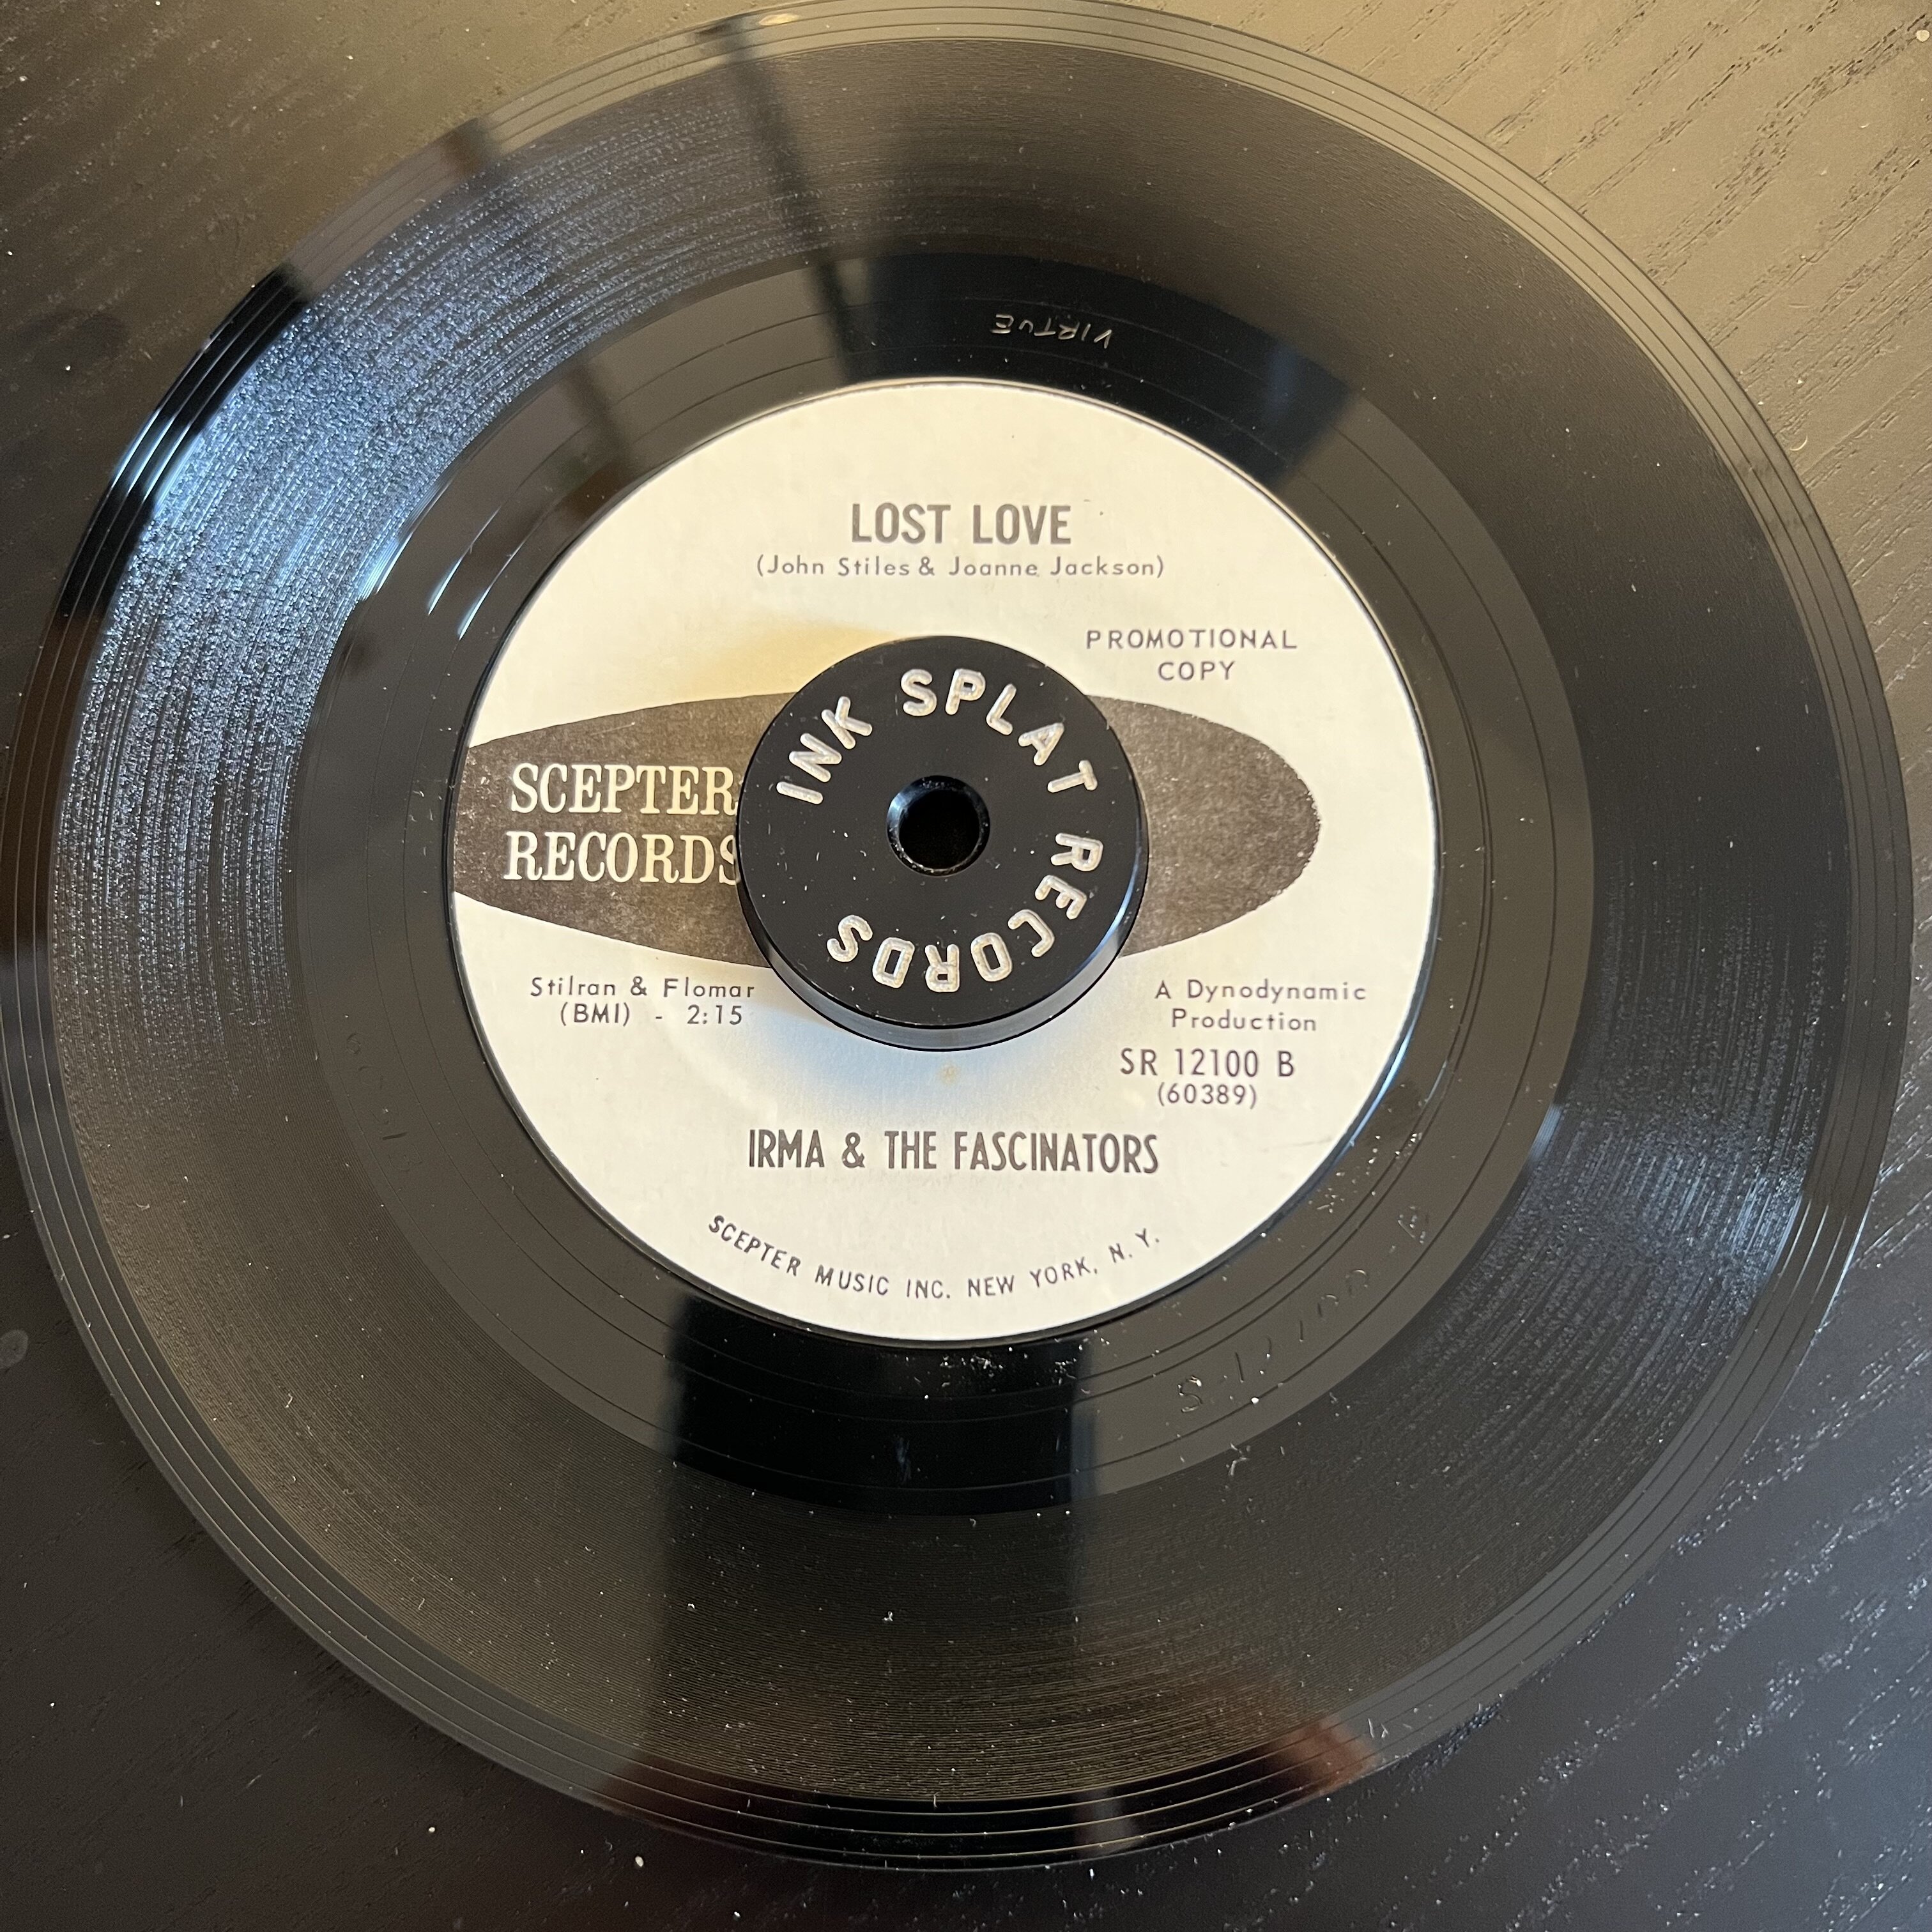 VIRTUE
LOST LOVE
(John Stiles & Joanne Jackson)
PROMOTIONAL
COPY
INK SPLAT RECORDS
SCEPTER
RECORDS
Stilran & Flomar
(BMI) - 2:15
A Dynodynamic
Production
SR 12100 B
(60389)
IRMA & THE FASCINATORS
SCEPTER MUSIC INC. NEW YORK, N. Y.